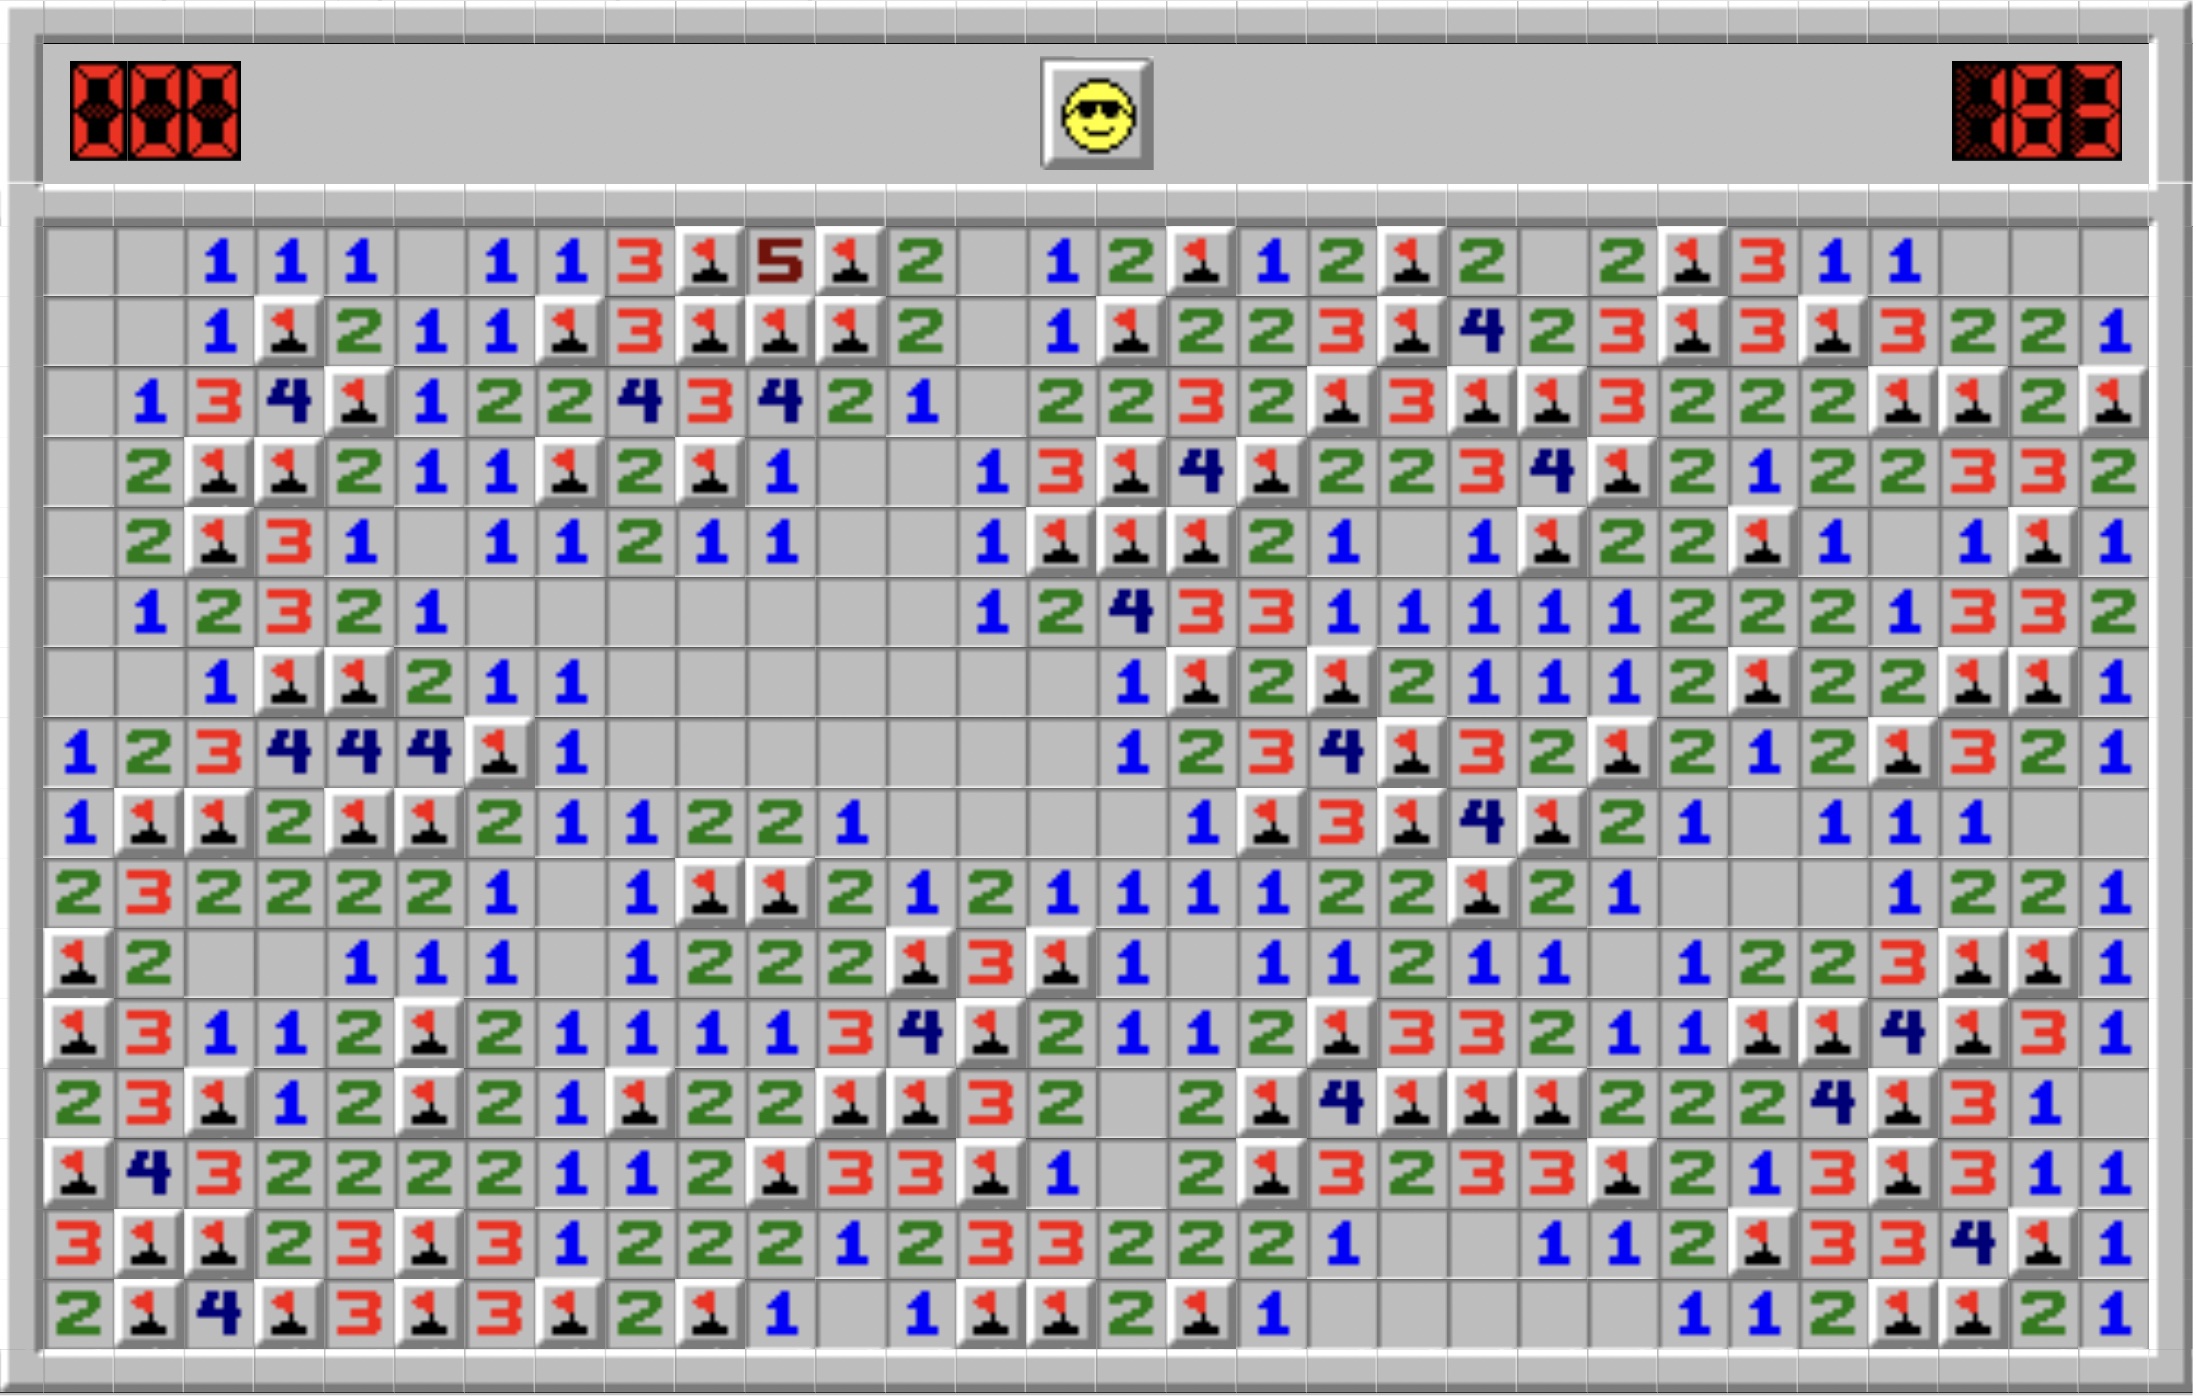 000 183
1 1 1 1 1 3 5 2 1 2 1 2 2 2 3 1 1
1 2 1 1 3 2 1 2 2 3 4 2 3 3 3 2 2 1
1 3 4 1 2 2 4 3 4 2 1 2 2 3 2 3 3 2 2 2 2
2 2 1 1 2 1 1 3 4 2 2 3 4 2 1 2 2 3 3 2
2 3 1 1 1 2 1 1 1 2 1 1 2 2 1 1 1
1 2 3 2 1 1 2 4 3 3 1 1 1 1 1 2 2 2 1 3 3 2
1 2 1 1 1 2 2 1 1 1 2 2 2 1
1 2 3 4 4 4 1 1 2 3 4 3 2 2 1 2 3 2 1
1 2 2 1 1 2 2 1 1 3 4 2 1 1 1 1
2 3 2 2 2 2 1 1 2 1 2 1 1 1 1 2 2 2 1 1 2 2 1
2 1 1 1 1 2 2 2 3 1 1 1 2 1 1 1 2 2 3 1
3 1 1 2 2 1 1 1 1 3 4 2 1 1 2 3 3 2 1 1 4 3 1
2 3 1 2 2 1 2 2 3 2 2 4 2 2 2 4 3 1
4 3 2 2 2 2 1 1 2 3 3 1 2 3 2 3 3 2 1 3 3 1 1
3 2 3 3 1 2 2 2 1 2 3 3 2 2 2 1 1 1 2 3 3 4 1
2 4 3 3 2 1 1 2 1 1 1 2 2 1